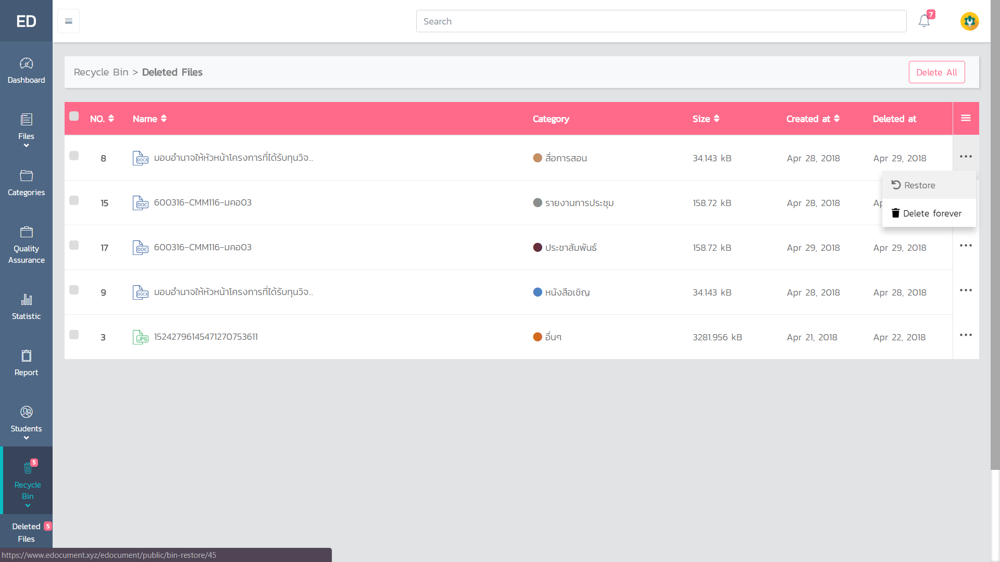 ED
Search
7
Dashboard
Files
Categories
Quality
Assurance
Statistic
Report
Students
5
Recycle
Bin
Deleted 5
Files
Recycle Bin > Deleted Files
Delete All
NO. Name Category Size Created at Deleted at
8 DOCX มอบอำนาจให้หัวหน้าโครงการที่ได้รับทุนวิจ... สื่อการสอน 34.143 kB Apr 28, 2018 Apr 29, 2018
Restore
Delete forever
15 DOC 600316-CMM116-มคอ03 รายงานการประชุม 158.72 kB Apr 28, 2018 Ap
17 DOC 600316-CMM116-มคอ03 ประชาสัมพันธ์ 158.72 kB Apr 29, 2018 Apr 29, 2018
9 DOCX มอบอำนาจให้หัวหน้าโครงการที่ได้รับทุนวิจ... หนังสือเชิญ 34.143 kB Apr 28, 2018 Apr 28, 2018
3 JPG 15242796145471270753611 อื่นๆ 3281.956 kB Apr 21, 2018 Apr 22, 2018
https://www.edocument.xyz/edocument/public/bin-restore/45